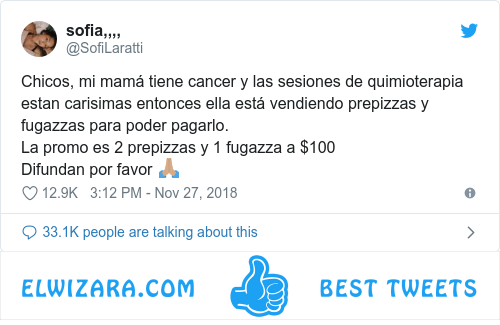 sofia,,,,
@SofiLaratti
Chicos, mi mamá tiene cancer y las sesiones de quimioterapia
estan carisimas entonces ella está vendiendo prepizzas y
fugazzas para poder pagarlo.
La promo es 2 prepizzas y 1 fugazza a $100
Difundan por favor 🙏🏽
12.9K 3:12 PM - Nov 27, 2018
33.1K people are talking about this
ELWIZARA.COM BEST TWEETS